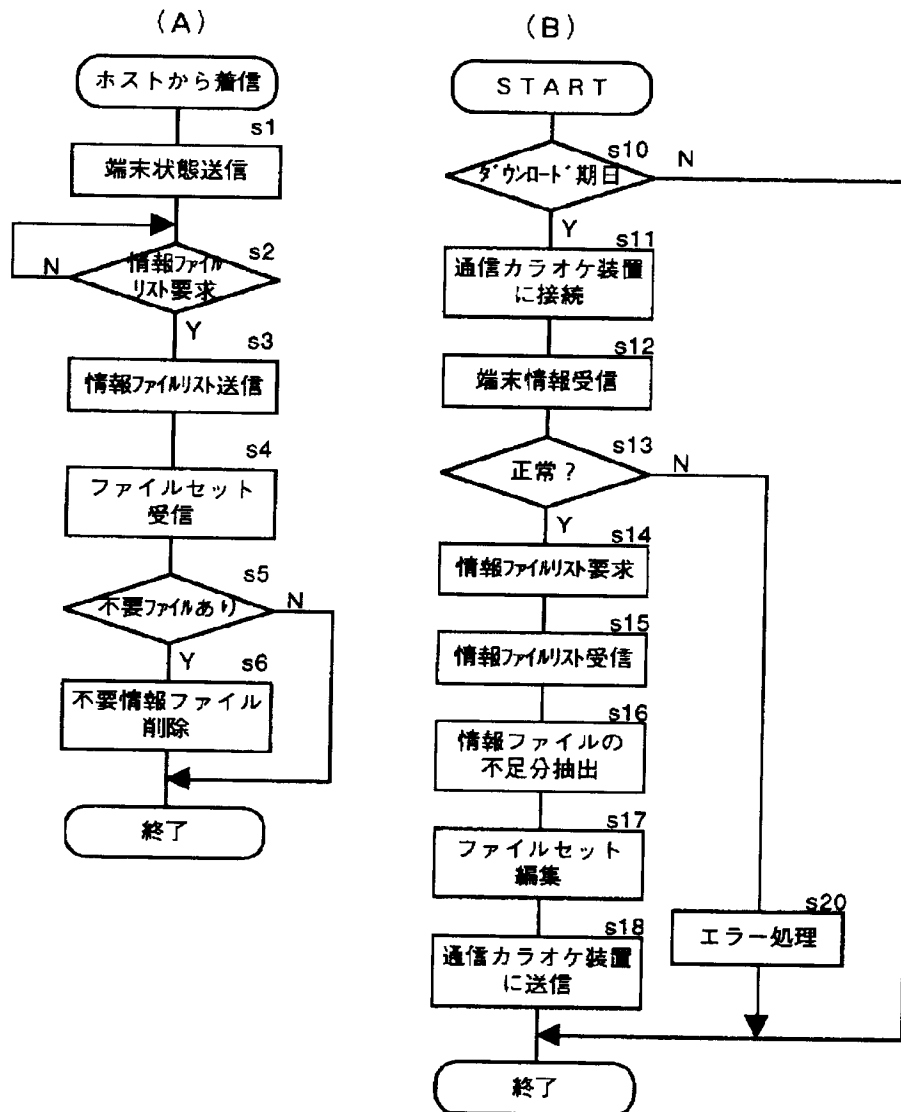 (A)
ホストから着信
s1
端末状態送信
s2
情報ファイル
リスト要求
N
Y
s3
情報ファイルリスト送信
s4
ファイルセット
受信
s5
不要ファイルあり
N
Y
s6
不要情報ファイル
削除
終了
(B)
START
s10
ダウンロード期日
N
Y
s11
通信カラオケ装置
に接続
s12
端末情報受信
s13
正常?
N
Y
s14
情報ファイルリスト要求
s15
情報ファイルリスト受信
s16
情報ファイルの
不足分抽出
s17
ファイルセット
編集
s18
通信カラオケ装置
に送信
s20
エラー処理
終了